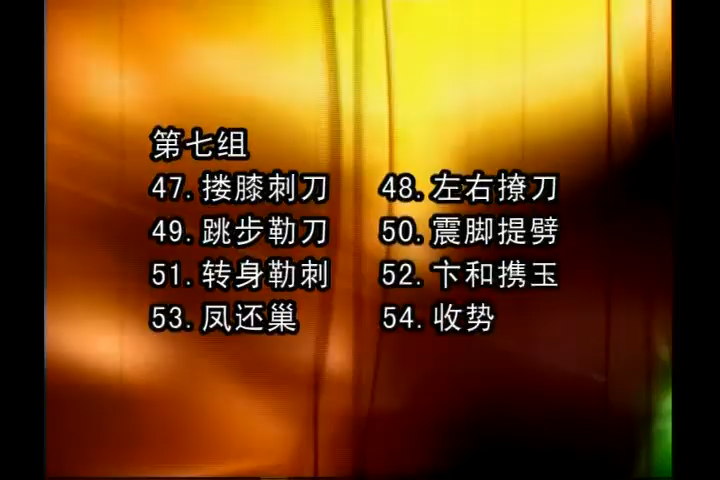 第七组
47.搂膝刺刀 48.左右撩刀
49.跳步勒刀 50.震脚提劈
51.转身勒刺 52.卞和携玉
53.凤还巢 54.收势